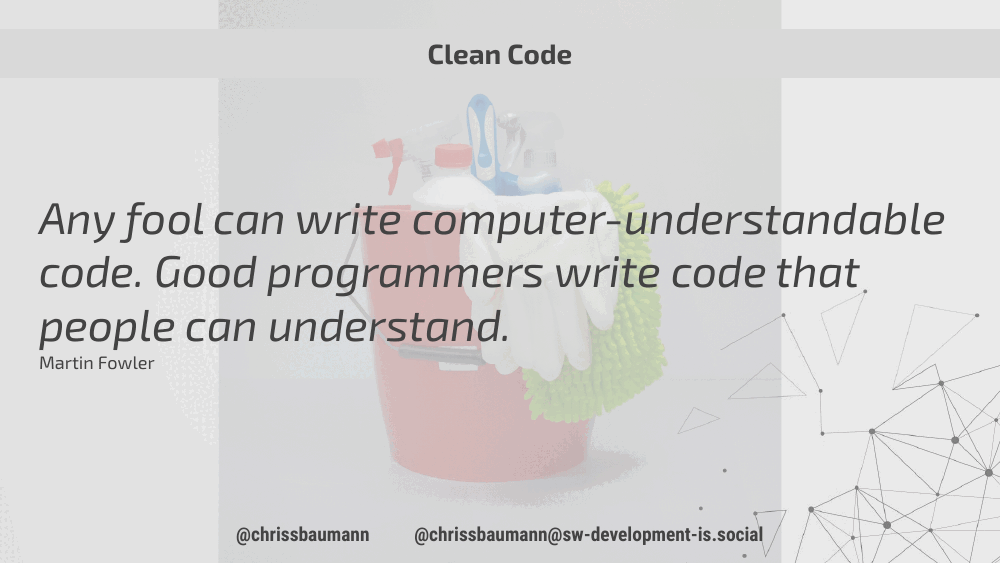 Clean Code
Any fool can write computer-understandable
code. Good programmers write code that
people can understand.
Martin Fowler
@chrissbaumann @chrissbaumann@sw-development-is.social